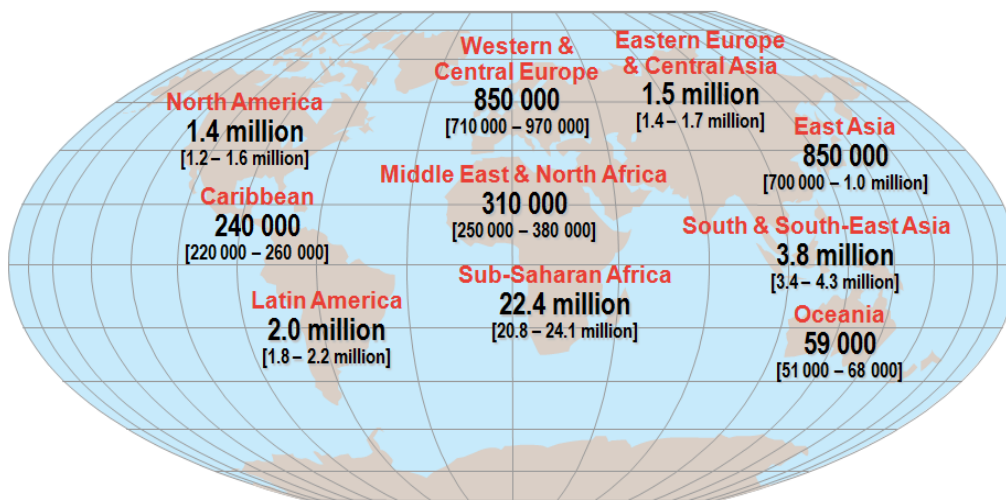 North America
1.4 million
[1.2 – 1.6 million]
Western &
Central Europe
850 000
[710 000 – 970 000]
Eastern Europe
& Central Asia
1.5 million
[1.4 – 1.7 million]
East Asia
850 000
[700 000 – 1.0 million]
Caribbean
240 000
[220 000 – 260 000]
Middle East & North Africa
310 000
[250 000 – 380 000]
South & South-East Asia
3.8 million
[3.4 – 4.3 million]
Latin America
2.0 million
[1.8 – 2.2 million]
Sub-Saharan Africa
22.4 million
[20.8 – 24.1 million]
Oceania
59 000
[51 000 – 68 000]